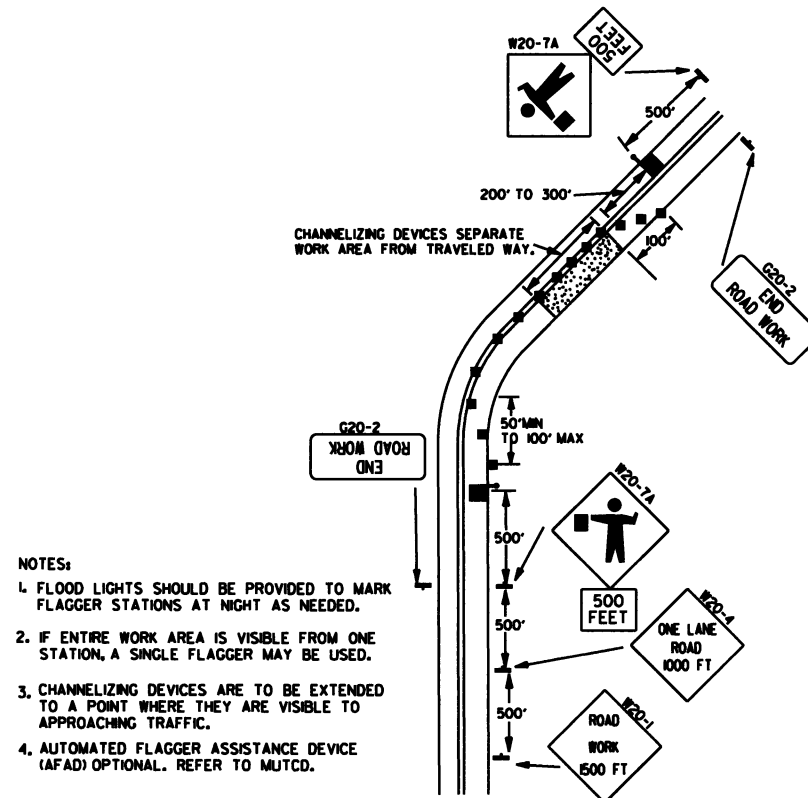 W20-7A
500
FEET
500'
200' TO 300'
CHANNELIZING DEVICES SEPARATE
WORK AREA FROM TRAVELED WAY.
100'
G20-2
END
ROAD WORK
G20-2
END
ROAD WORK
50'MIN
TO 100' MAX
W20-7A
500'
500
FEET
500'
W20-4
ONE LANE
ROAD
1000 FT
500'
W20-1
ROAD
WORK
1500 FT
NOTES:
1. FLOOD LIGHTS SHOULD BE PROVIDED TO MARK
FLAGGER STATIONS AT NIGHT AS NEEDED.
2. IF ENTIRE WORK AREA IS VISIBLE FROM ONE
STATION, A SINGLE FLAGGER MAY BE USED.
3. CHANNELIZING DEVICES ARE TO BE EXTENDED
TO A POINT WHERE THEY ARE VISIBLE TO
APPROACHING TRAFFIC.
4. AUTOMATED FLAGGER ASSISTANCE DEVICE
(AFAD) OPTIONAL. REFER TO MUTCD.